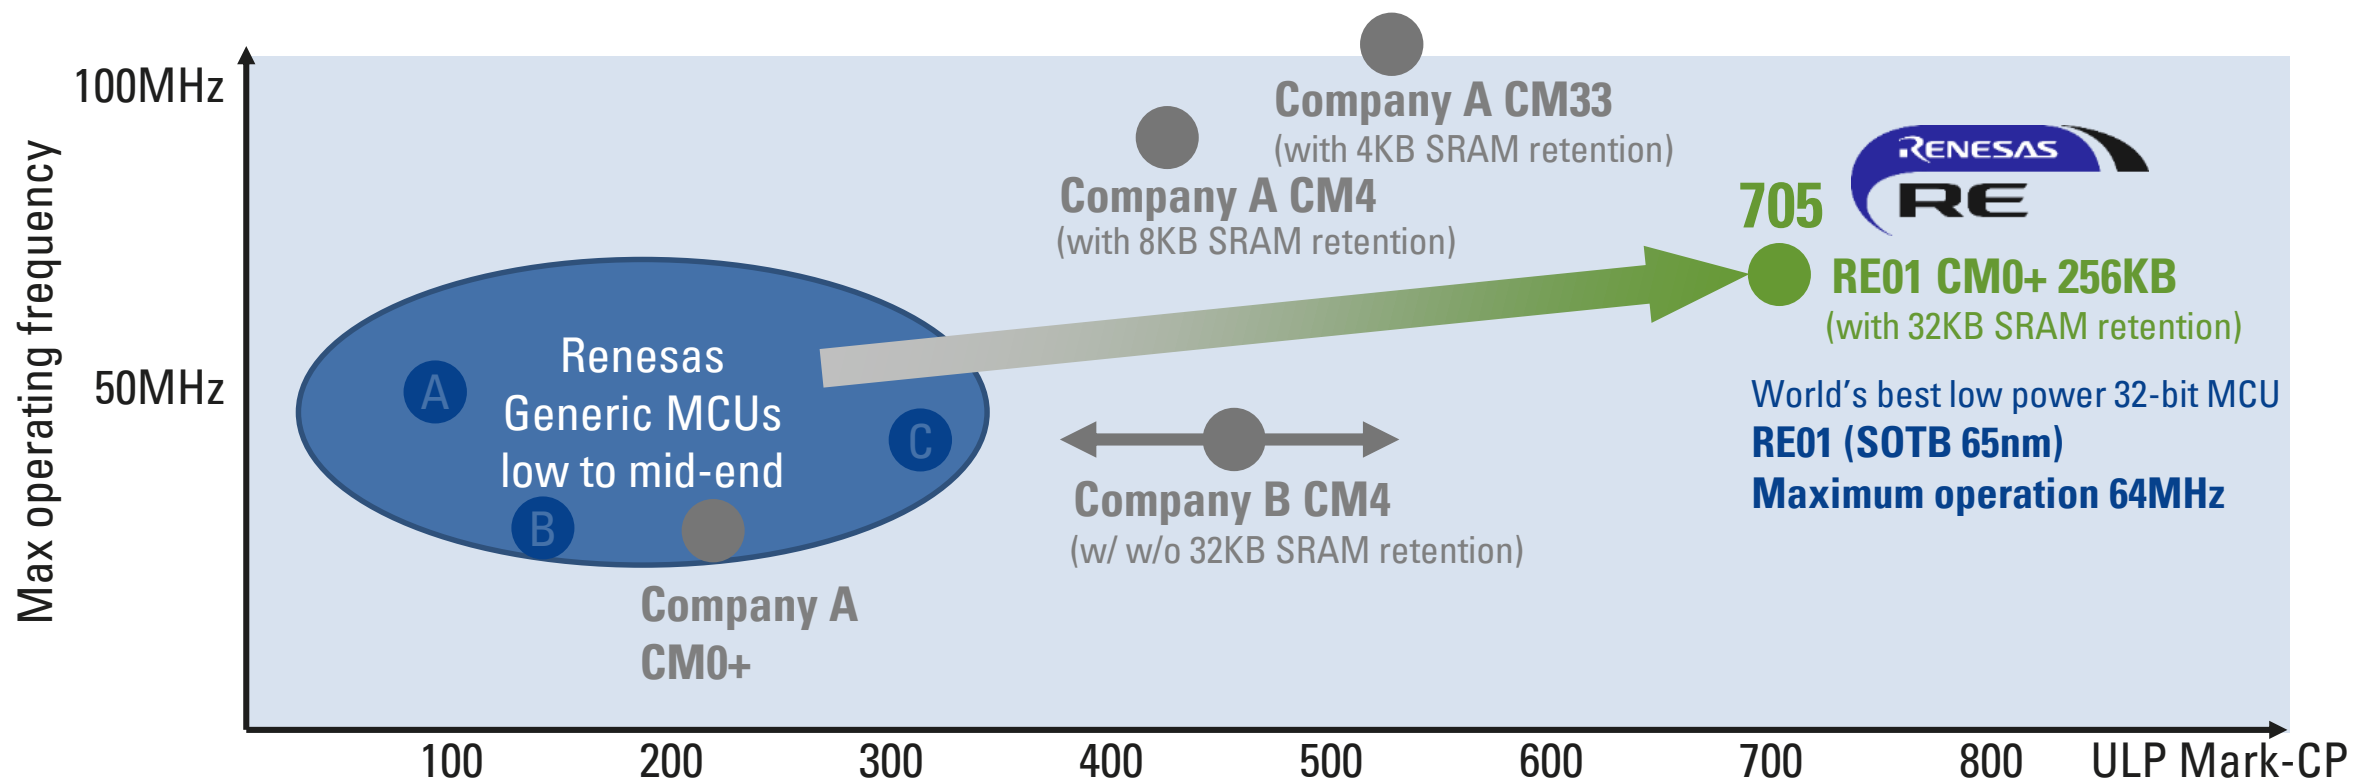 Max operating frequency
100MHz
50MHz
Company A CM33
(with 4KB SRAM retention)
Company A CM4
(with 8KB SRAM retention)
RENESAS
RE
705
RE01 CM0+ 256KB
(with 32KB SRAM retention)
World's best low power 32-bit MCU
RE01 (SOTB 65nm)
Maximum operation 64MHz
Renesas
Generic MCUs
low to mid-end
A
B
C
Company B CM4
(w/ w/o 32KB SRAM retention)
Company A
CM0+
100 200 300 400 500 600 700 800 ULP Mark-CP